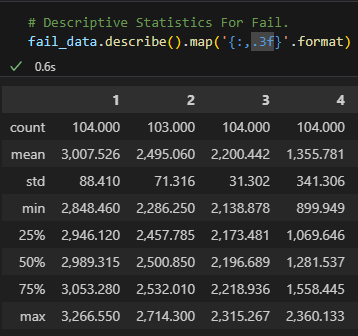 # Descriptive Statistics For Fail.
fail_data.describe().map('{:,.3f}'.format)
0.6s
1 2 3 4
count 104.000 103.000 104.000 104.000
mean 3,007.526 2,495.060 2,200.442 1,355.781
std 88.410 71.316 31.302 341.306
min 2,848.460 2,286.250 2,138.878 899.949
25% 2,946.120 2,457.785 2,173.481 1,069.646
50% 2,989.315 2,500.850 2,196.689 1,281.537
75% 3,053.280 2,532.010 2,218.936 1,558.445
max 3,266.550 2,714.300 2,315.267 2,360.133